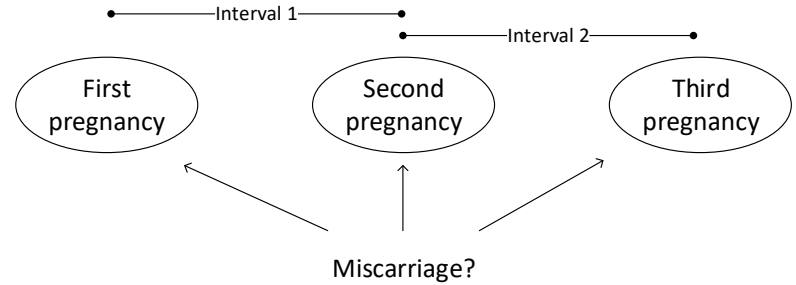 Interval 1
Interval 2
First
pregnancy
Second
pregnancy
Third
pregnancy
Miscarriage?